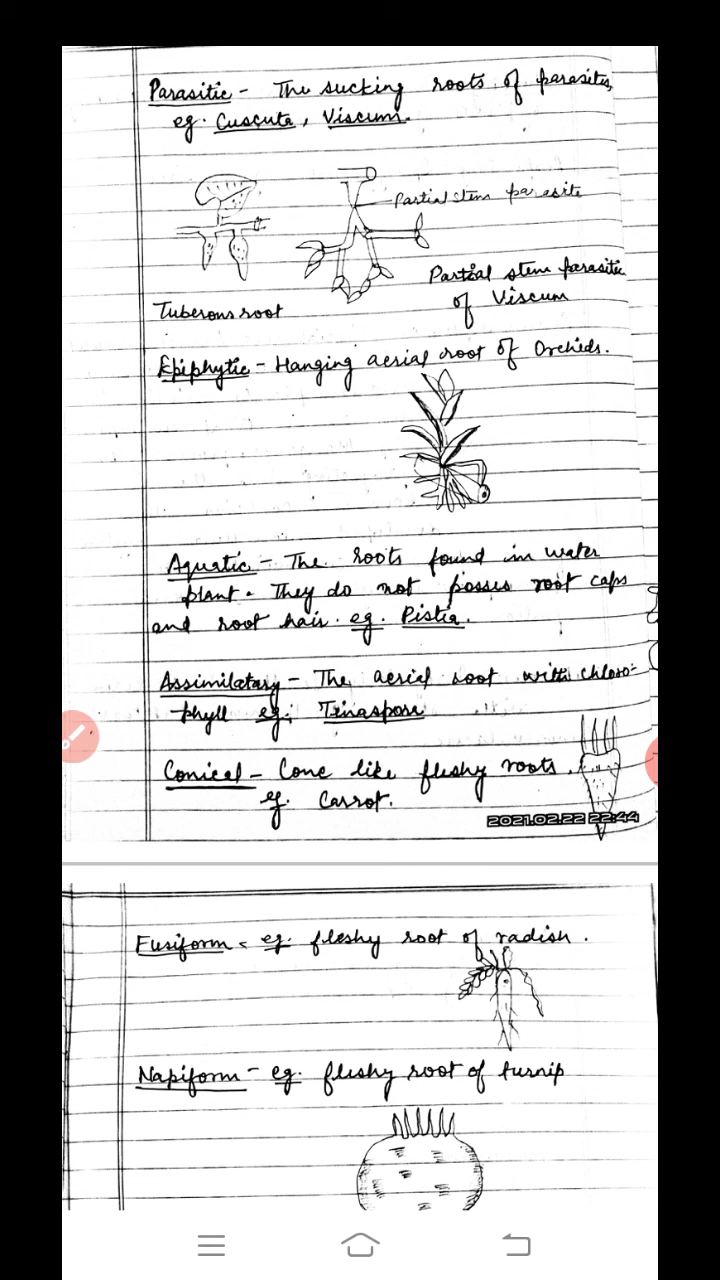 Parasitic - The sucking roots of parasites,
eg. Cuscuta, Viscum.
Partial stem parasite
Partial stem parasitic
of Viscum
Tuberous root
Epiphytic - Hanging aerial root of Orchids.
Aquatic - The roots found in water
plant. They do not posses root caps
and root hair. eg. Pistia.
Assimilatary - The aerial root with chloro-
phyll eg; Tinaspora
Conical - Cone like fleshy roots.
eg. Carrot.
2021.02.22 22:44
Fusiform - eg. fleshy root of radish.
Napiform - eg. fleshy root of turnip